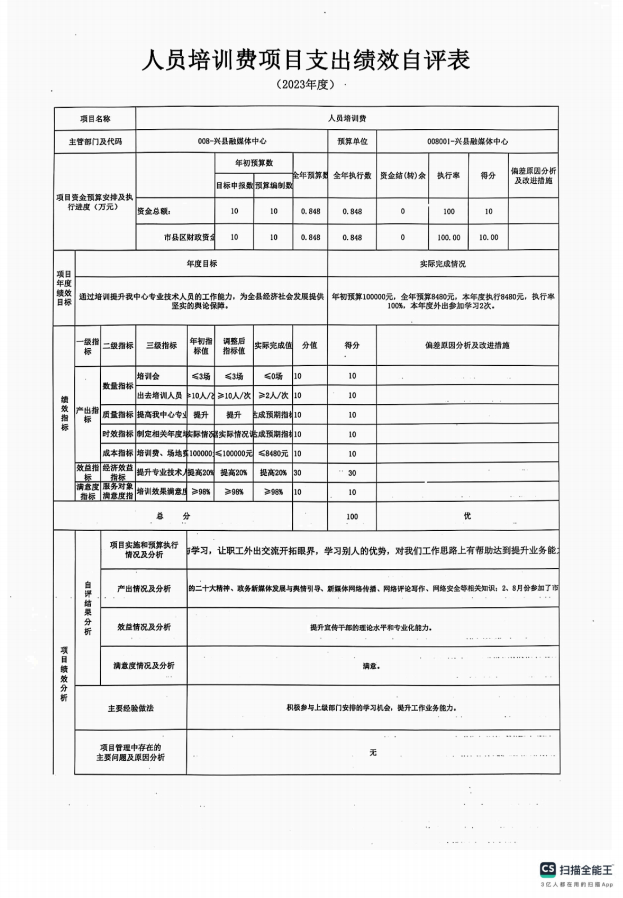 人员培训费项目支出绩效自评表
（2023年度）
项目名称 人员培训费
主管部门及代码 008-兴县融媒体中心 预算单位 008001-兴县融媒体中心
项目资金预算安排及执行进度（万元） 年初预算数 全年预算数 全年执行数 资金结(转)余 执行率 得分 偏差原因分析及改进措施
目标申报数 预算编制数
资金总额: 10 10 0.848 0.848 0 100 10
市县区财政资金 10 10 0.848 0.848 0 100.00 10.00
项目年度绩效目标 年度目标 实际完成情况
通过培训提升我中心专业技术人员的工作能力，为全县经济社会发展提供坚实的舆论保障。 年初预算100000元，全年预算8480元，本年度执行8480元，执行率100%，本年度外出参加学习2次。
绩效指标 一级指标 二级指标 三级指标 年初指标值 调整后指标值 实际完成值 分值 得分 偏差原因分析及改进措施
产出指标 数量指标 培训会 ≤3场 ≤3场 ≤0场 10 10
出去培训人员 ≥10人/次 ≥10人/次 ≥2人/次 10 10
质量指标 提高我中心专业 提升 提升 达成预期指标 10 10
时效指标 制定相关年度 实际情况 实际情况 达成预期指标 10 10
成本指标 培训费、场地 100000 ≤100000元 ≤8480元 10 10
效益指标 经济效益指标 提升专业技术人 提高20% 提高20% 提高20% 30 30
满意度指标 服务对象满意度指 培训效果满意度 ≥98% ≥98% ≥98% 10 10
总 分 100 优
项目绩效分析 自评结果分析 项目实施和预算执行情况及分析 学习，让职工外出交流开拓眼界，学习别人的优势，对我们工作思路上有帮助达到提升业务能
产出情况及分析 的二十大精神、政务新媒体发展与舆情引导、新媒体网络传播、网络评论写作、网络安全等相关知识；2、8月份参加了市
效益情况及分析 提升宣传干部的理论水平和专业化能力。
满意度情况及分析 满意。
主要经验做法 积极参与上级部门安排的学习机会，提升工作业务能力。
项目管理中存在的主要问题及原因分析 无
CS 扫描全能王
3亿人都在用的扫描App